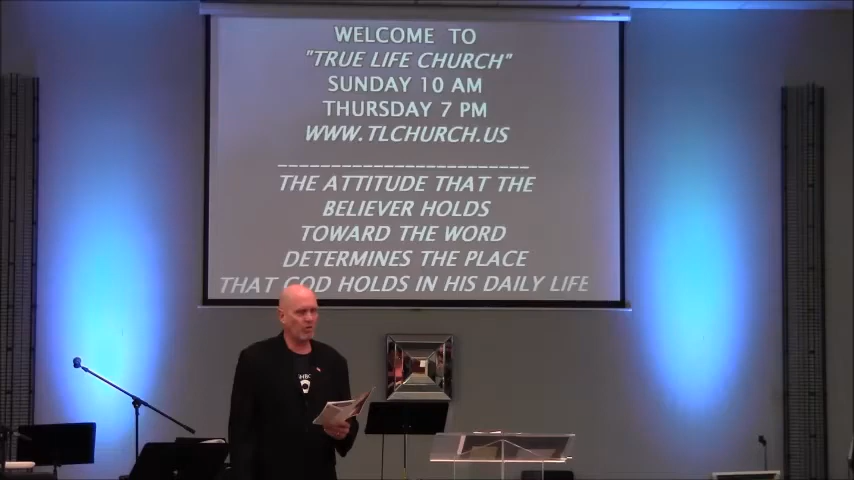 WELCOME TO
"TRUE LIFE CHURCH"
SUNDAY 10 AM
THURSDAY 7 PM
WWW.TLCHURCH.US
THE ATTITUDE THAT THE
BELIEVER HOLDS
TOWARD THE WORD
DETERMINES THE PLACE
THAT GOD HOLDS IN HIS DAILY LIFE